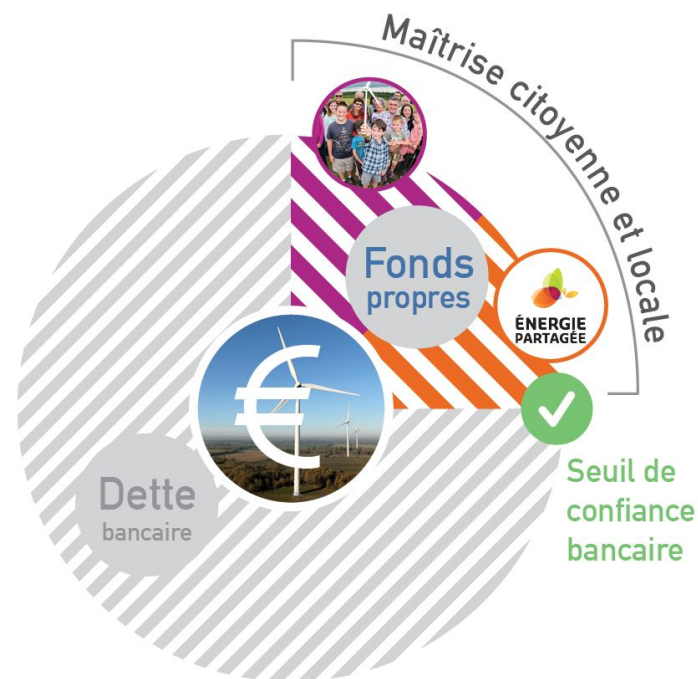 Maîtrise citoyenne et locale
Fonds
propres
ÉNERGIE
PARTAGÉE
€
Dette
bancaire
Seuil de
confiance
bancaire